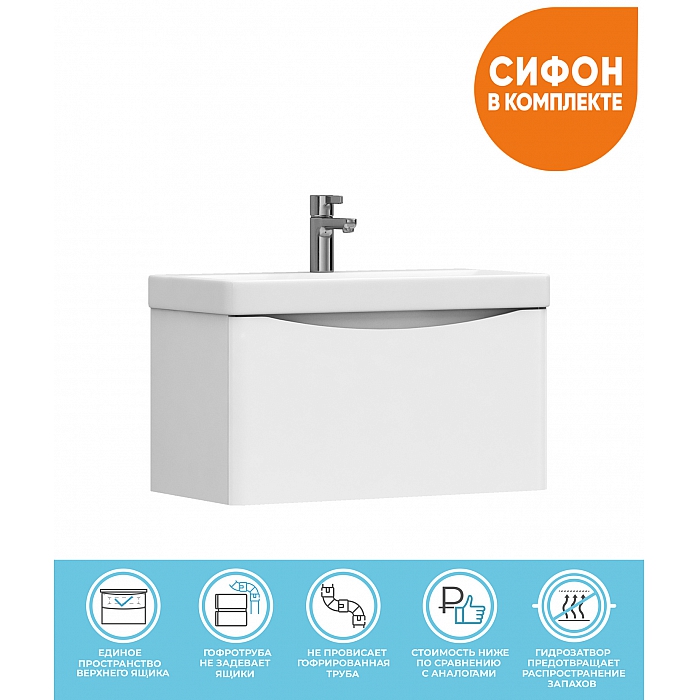 СИФОН
В КОМПЛЕКТЕ
ЕДИНОЕ
ПРОСТРАНСТВО
ВЕРХНЕГО ЯЩИКА
ГОФРОТРУБА
НЕ ЗАДЕВАЕТ
ЯЩИКИ
НЕ ПРОВИСАЕТ
ГОФРИРОВАННАЯ
ТРУБА
СТОИМОСТЬ НИЖЕ
ПО СРАВНЕНИЮ
С АНАЛОГАМИ
ГИДРОЗАТВОР
ПРЕДОТВРАЩАЕТ
РАСПРОСТРАНЕНИЕ
ЗАПАХОВ